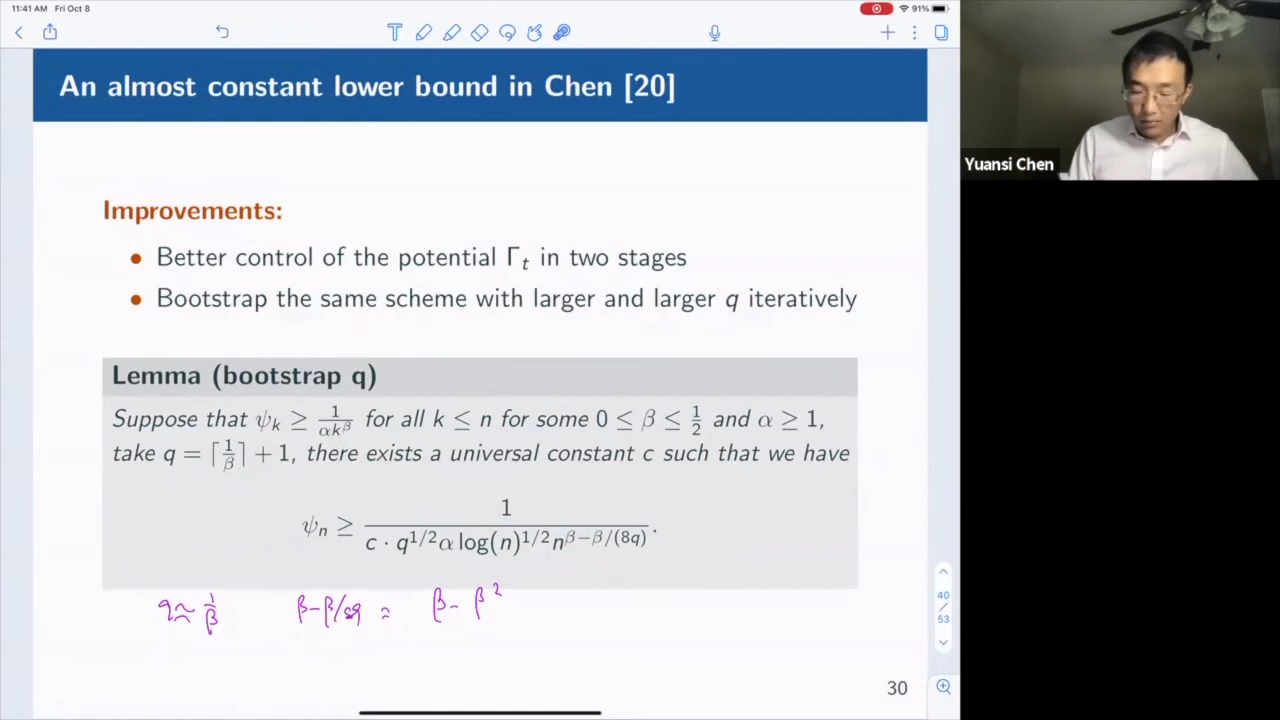 11:41 AM Fri Oct 8
91%
An almost constant lower bound in Chen [20]
Yuansi Chen
Improvements:
• Better control of the potential Γ_t in two stages
• Bootstrap the same scheme with larger and larger q iteratively
Lemma (bootstrap q)
Suppose that ψ_k ≥ 1/(αk^β) for all k ≤ n for some 0 ≤ β ≤ 1/2 and α ≥ 1,
take q = ⌈1/β⌉ + 1, there exists a universal constant c such that we have
ψ_n ≥ 1/(c · q^{1/2}α log(n)^{1/2}n^{β−β/(8q)}).
q ≈ 1/β β−β/8q ≈ β − β²
40
/
53
30